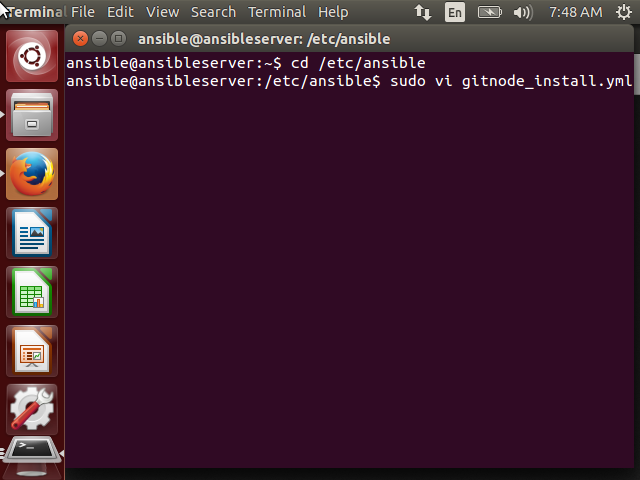 Terminal File Edit View Search Terminal Help En 7:48 AM
ansible@ansibleserver: /etc/ansible
ansible@ansibleserver:~$ cd /etc/ansible
ansible@ansibleserver:/etc/ansible$ sudo vi gitnode_install.yml